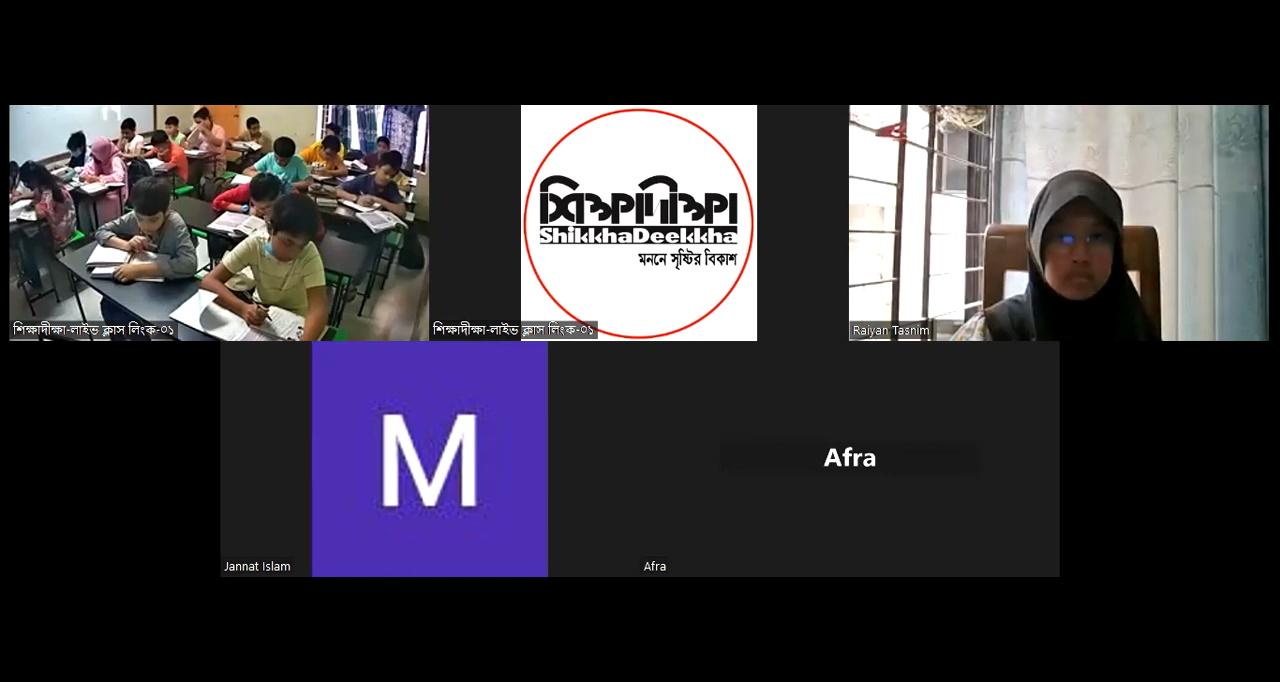 শিক্ষাদীক্ষা-লাইভ ক্লাস লিংক-০১
শিক্ষাদীক্ষা
ShikkhaDeekkha
মননে সৃষ্টির বিকাশ
শিক্ষাদীক্ষা-লাইভ ক্লাস লিংক-০১
Raiyan Tasnim
M
Jannat Islam
Afra
Afra